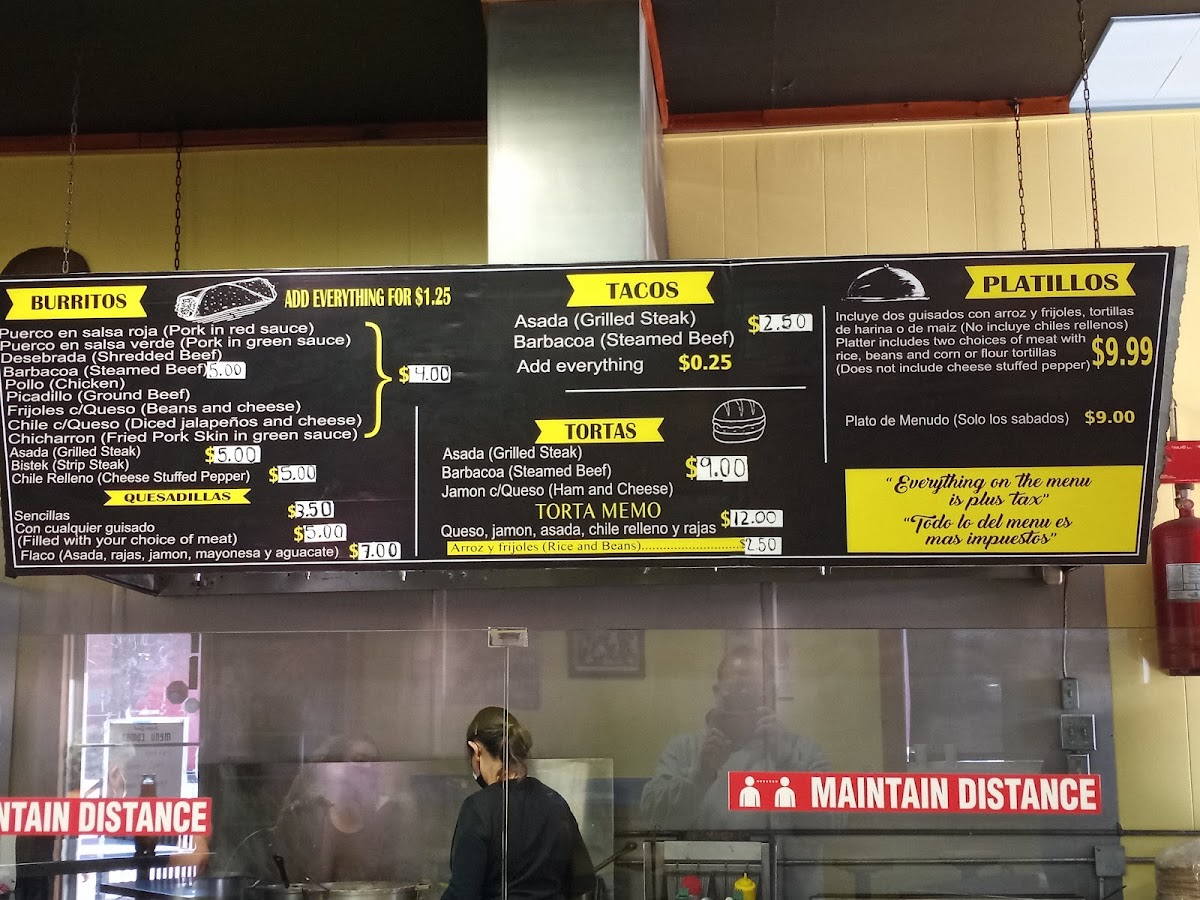 BURRITOS
ADD EVERYTHING FOR $1.25
Puerco en salsa roja (Pork in red sauce)
Puerco en salsa verde (Pork in green sauce)
Desebrada (Shredded Beef)
Barbacoa (Steamed Beef) 5.00
Pollo (Chicken)
Picadillo (Ground Beef)
Frijoles c/Queso (Beans and cheese)
Chile c/Queso (Diced jalapeños and cheese)
Chicharron (Fried Pork Skin in green sauce)
$4.00
Asada (Grilled Steak)
Bistek (Strip Steak)
$5.00
Chile Relleno (Cheese Stuffed Pepper) $5.00
QUESADILLAS
Sencillas $3.50
Con cualquier guisado
(Filled with your choice of meat) $5.00
Flaco (Asada, rajas, jamon, mayonesa y aguacate) $7.00
TACOS
Asada (Grilled Steak)
Barbacoa (Steamed Beef)
$2.50
Add everything $0.25
TORTAS
Asada (Grilled Steak)
Barbacoa (Steamed Beef)
Jamon c/Queso (Ham and Cheese)
$9.00
TORTA MEMO
Queso, jamon, asada, chile relleno y rajas $12.00
Arroz y frijoles (Rice and Beans)........................$2.50
PLATILLOS
Incluye dos guisados con arroz y frijoles, tortillas
de harina o de maiz (No incluye chiles rellenos)
Platter includes two choices of meat with
rice, beans and corn or flour tortillas
(Does not include cheese stuffed pepper)
$9.99
Plato de Menudo (Solo los sabados) $9.00
"Everything on the menu
is plus tax"
"Todo lo del menu es
mas impuestos"
NTAIN DISTANCE
MAINTAIN DISTANCE